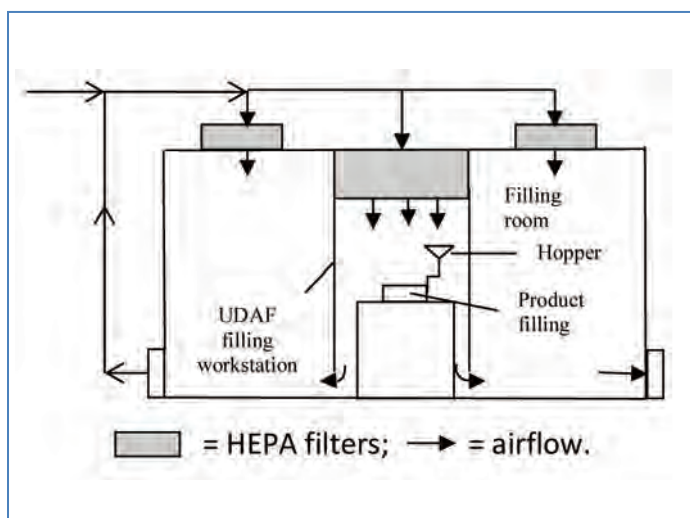 Filling
room
Hopper
Product
filling
UDAF
filling
workstation
= HEPA filters; = airflow.